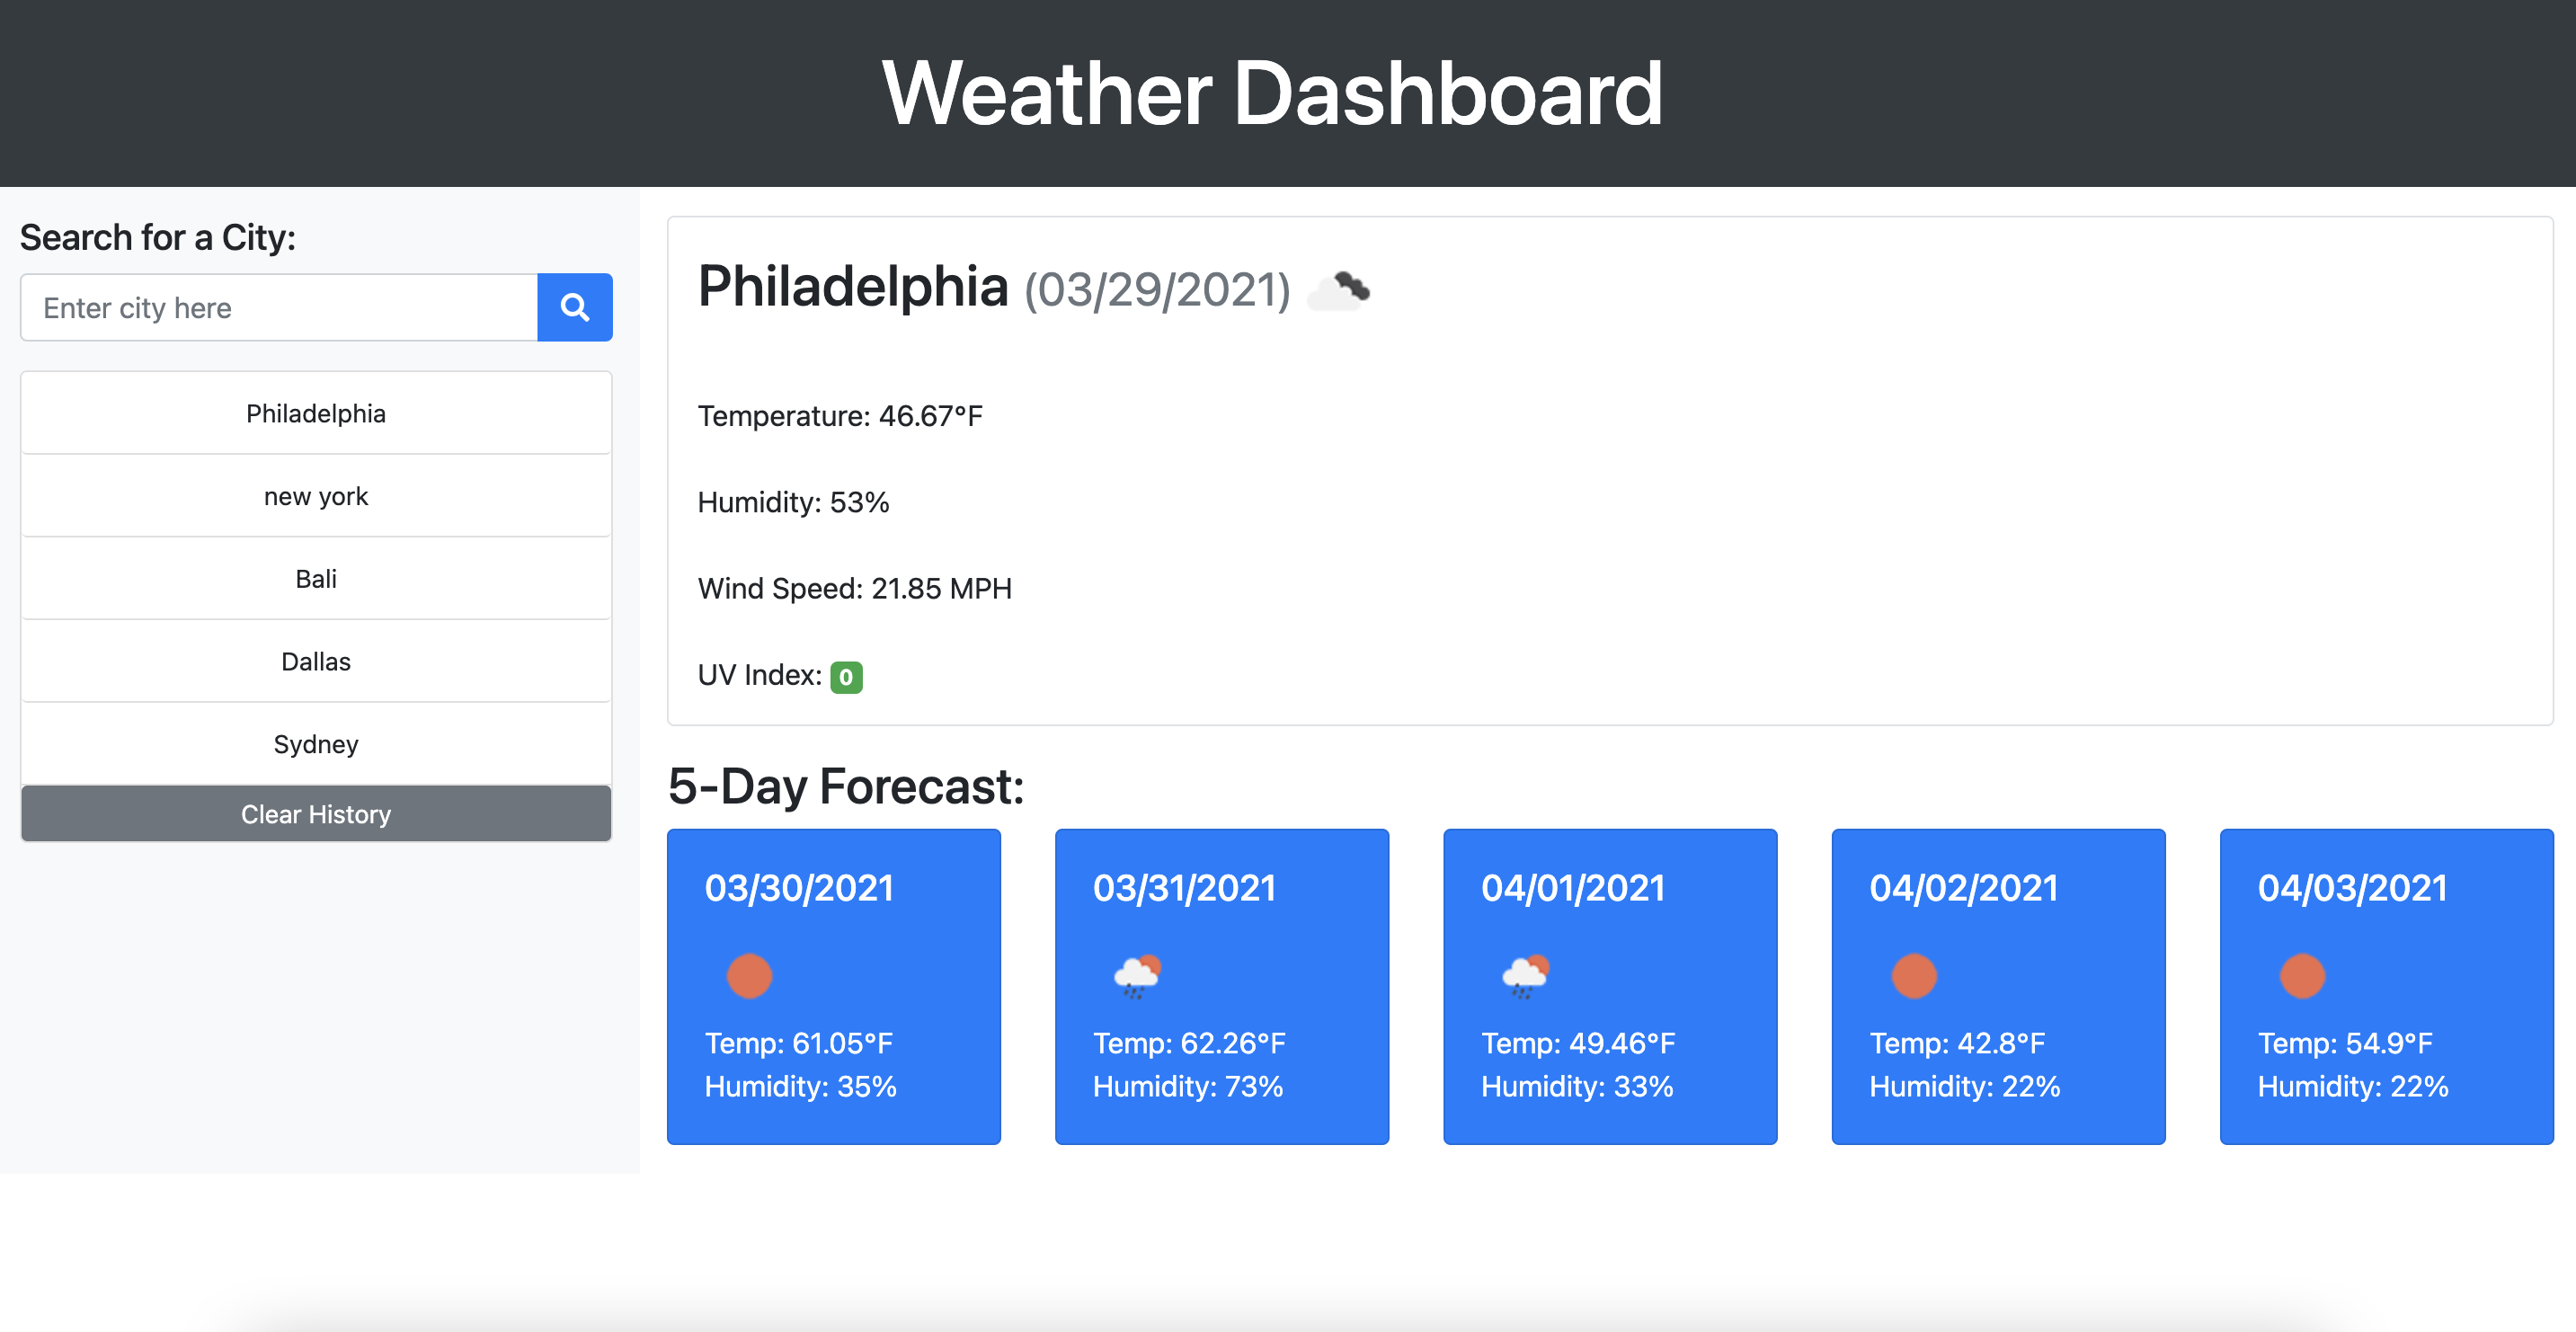 Weather Dashboard
Search for a City:
Enter city here
Philadelphia
new york
Bali
Dallas
Sydney
Clear History
Philadelphia (03/29/2021)
Temperature: 46.67°F
Humidity: 53%
Wind Speed: 21.85 MPH
UV Index: 0
5-Day Forecast:
03/30/2021
Temp: 61.05°F
Humidity: 35%
03/31/2021
Temp: 62.26°F
Humidity: 73%
04/01/2021
Temp: 49.46°F
Humidity: 33%
04/02/2021
Temp: 42.8°F
Humidity: 22%
04/03/2021
Temp: 54.9°F
Humidity: 22%